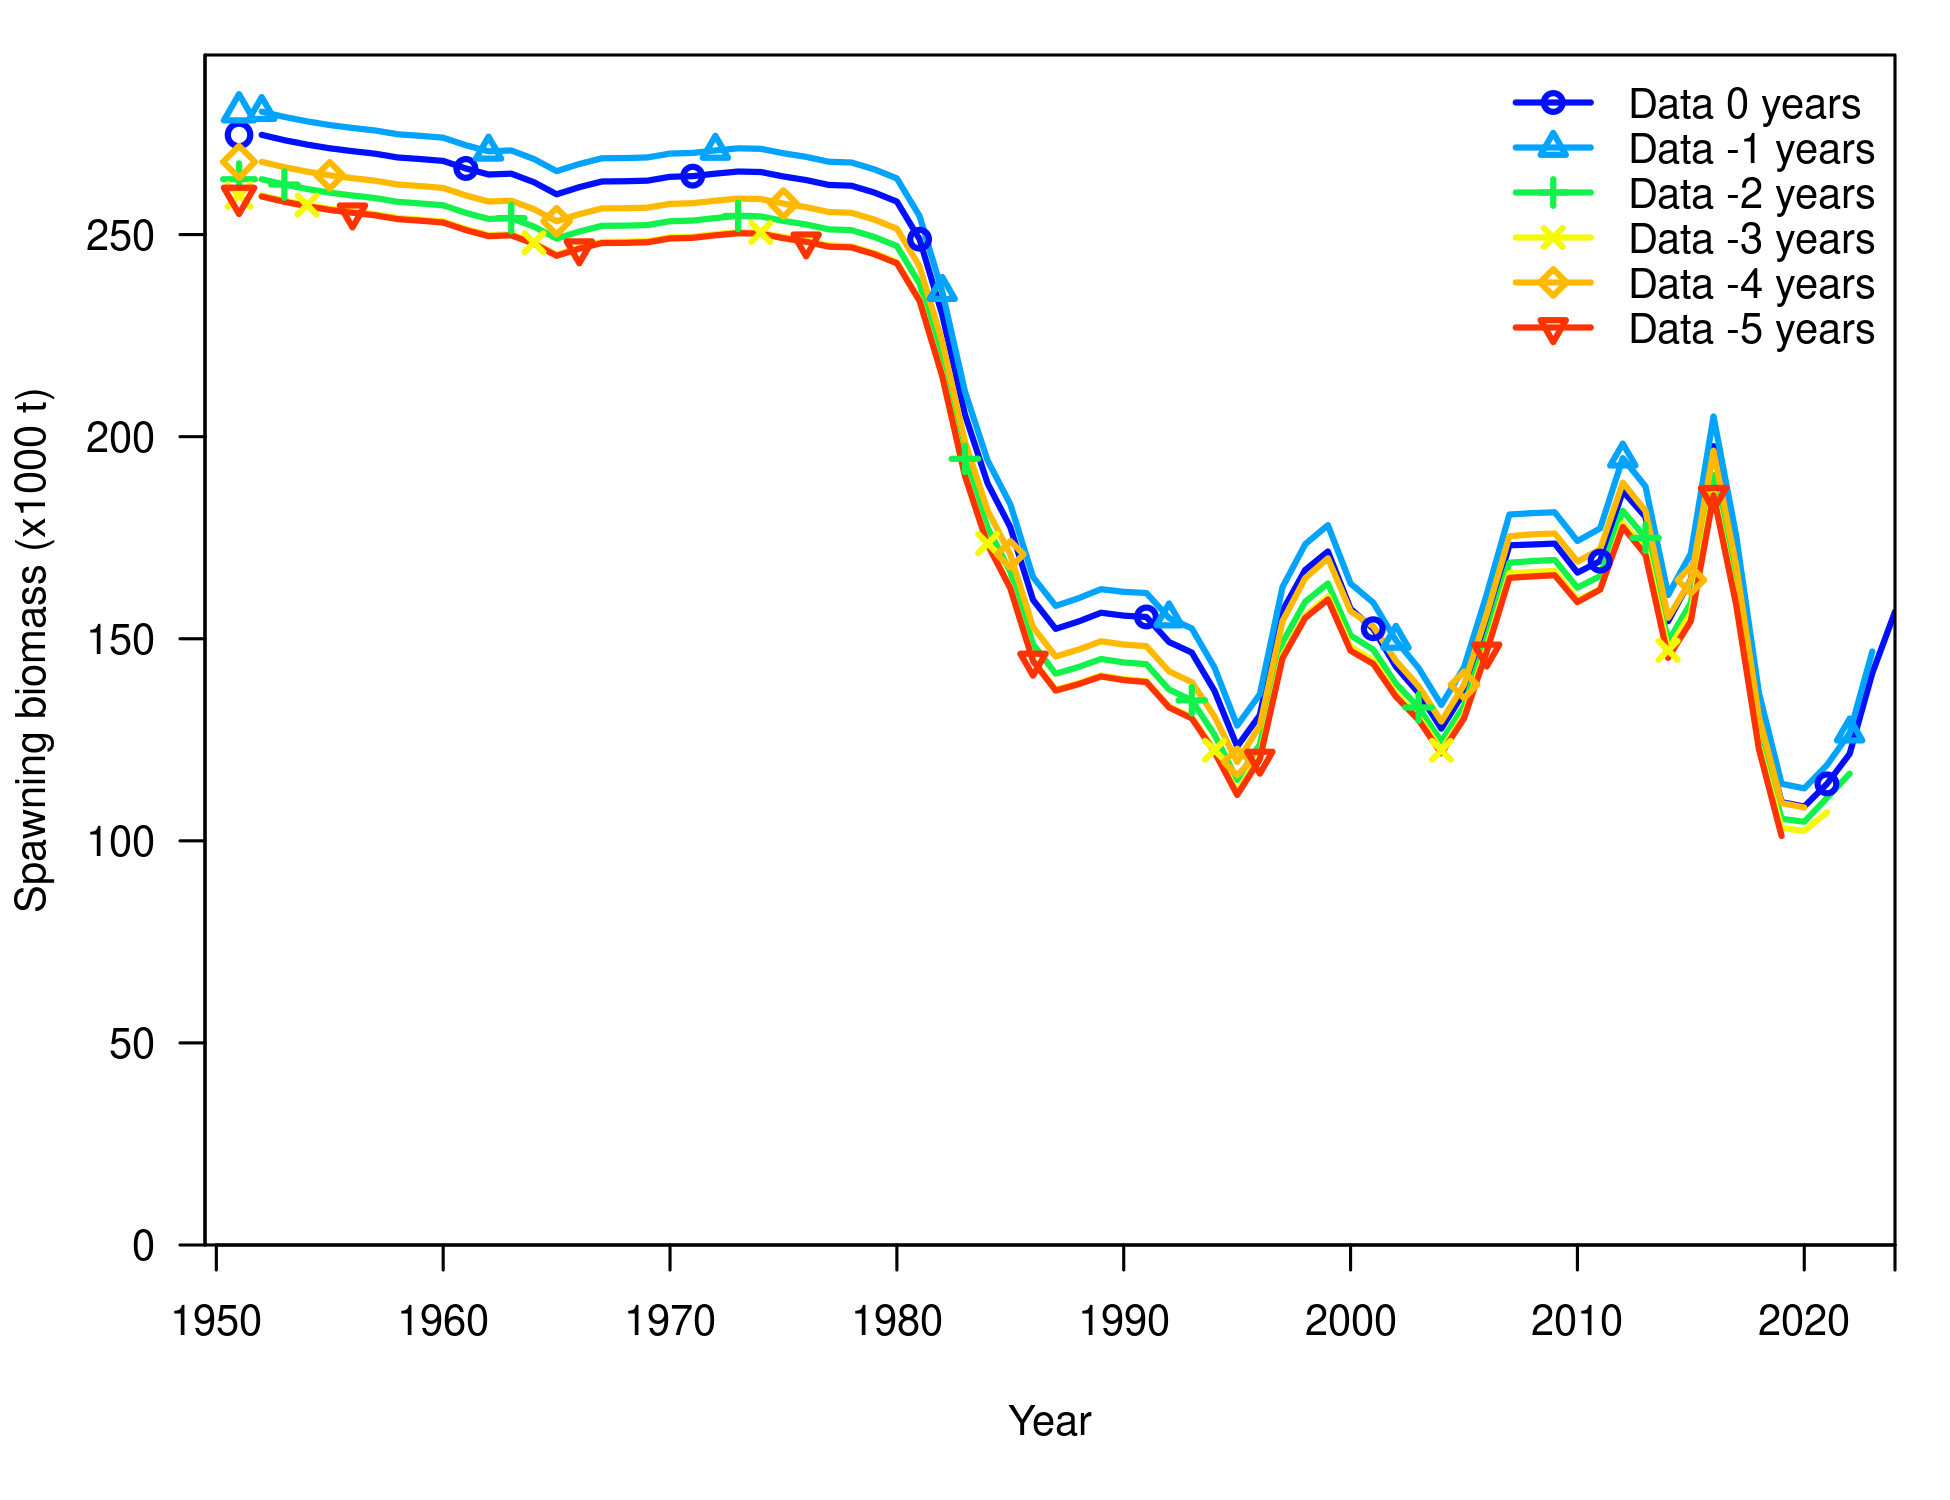 Data 0 years
Data -1 years
Data -2 years
Data -3 years
Data -4 years
Data -5 years
Spawning biomass (x1000 t)
250
200
150
100
50
0
1950 1960 1970 1980 1990 2000 2010 2020
Year